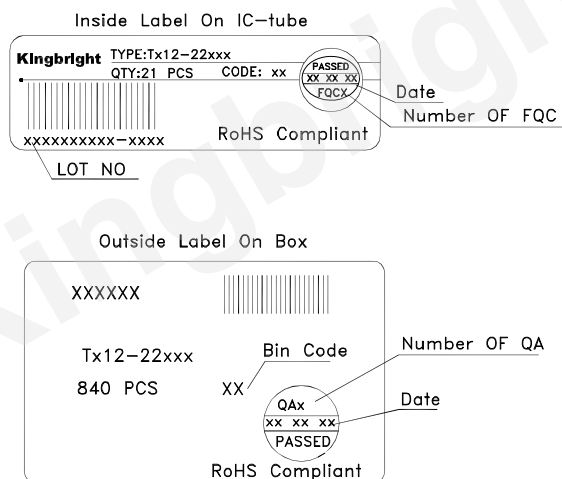 Inside Label On IC-tube
Kingbright TYPE:Tx12-22xxx
QTY:21 PCS CODE: xx
PASSED
XX XX XX
FQCX
Date
Number OF FQC
RoHS Compliant
xxxxxxxxxx-xxxx
LOT NO
Outside Label On Box
XXXXXX
Tx12-22xxx
Bin Code
Number OF QA
840 PCS
XX
QAx
Date
XX XX XX
PASSED
RoHS Compliant
Kingbright